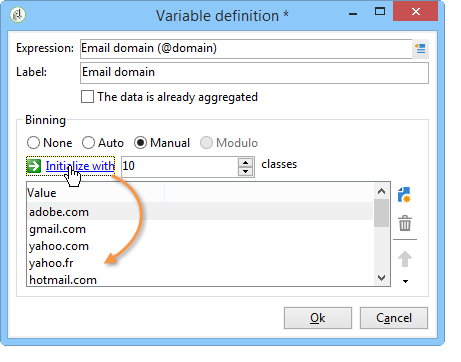 Variable definition *
Expression: Email domain (@domain)
Label: Email domain
The data is already aggregated
Binning
None Auto Manual Modulo
Initialize with 10 classes
Value
adobe.com
gmail.com
yahoo.com
yahoo.fr
hotmail.com
Ok Cancel